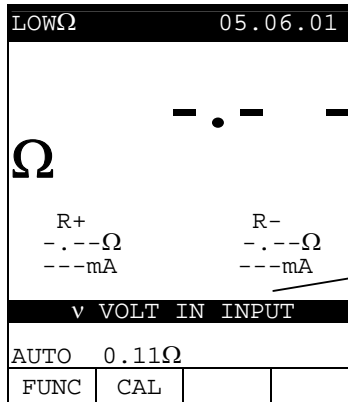 LOWΩ 05.06.01
-.- -
Ω
R+ R-
-.--Ω -.--Ω
---mA ---mA
ν VOLT IN INPUT
AUTO 0.11Ω
FUNC CAL